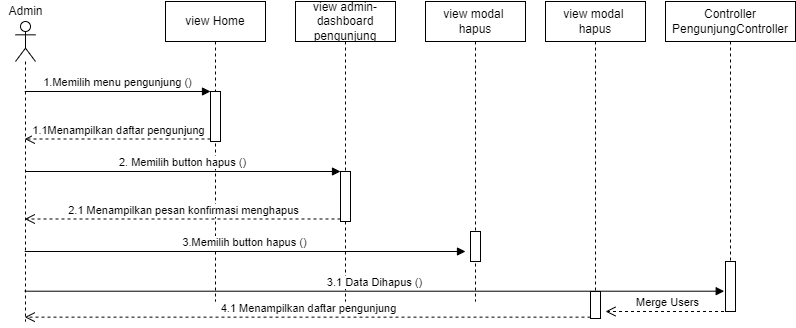 Admin
view Home
view admin-
dashboard
pengunjung
view modal
hapus
view modal
hapus
Controller
PengunjungController
1.Memilih menu pengunjung ()
1.1Menampilkan daftar pengunjung
2. Memilih button hapus ()
2.1 Menampilkan pesan konfirmasi menghapus
3.Memilih button hapus ()
3.1 Data Dihapus ()
Merge Users
4.1 Menampilkan daftar pengunjung